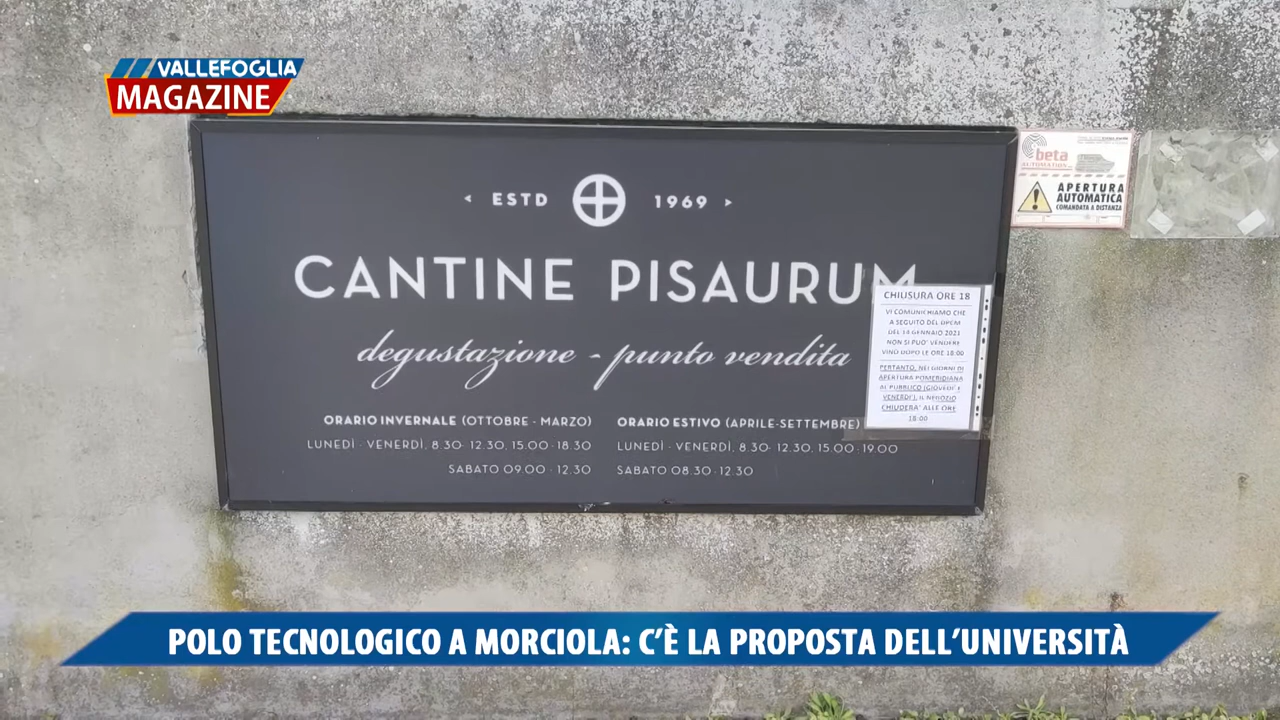 VALLEFOGLIA
MAGAZINE
ESTD 1969
CANTINE PISAURUM
degustazione - punto vendita
ORARIO INVERNALE (OTTOBRE - MARZO)
LUNEDÌ - VENERDÌ, 8.30 - 12.30, 15.00 - 18.30
SABATO 09.00 - 12.30
ORARIO ESTIVO (APRILE-SETTEMBRE)
LUNEDÌ - VENERDÌ, 8.30 - 12.30, 15.00 - 19.00
SABATO 08.30 - 12.30
CHIUSURA ORE 18
VI COMUNICHIAMO CHE
A SEGUITO DEL DPCM
DEL 14 GENNAIO 2021
NON SI PUO' VENDERE
VINO DOPO LE ORE 18:00
PERTANTO, NEI GIORNI DI
APERTURA POMERIDIANA
AL PUBBLICO (GIOVEDI' E
VENERDI'), IL NEGOZIO
CHIUDERA' ALLE ORE
18:00
beta
AUTOMATION
APERTURA
AUTOMATICA
COMANDATA A DISTANZA
POLO TECNOLOGICO A MORCIOLA: C'È LA PROPOSTA DELL'UNIVERSITÀ